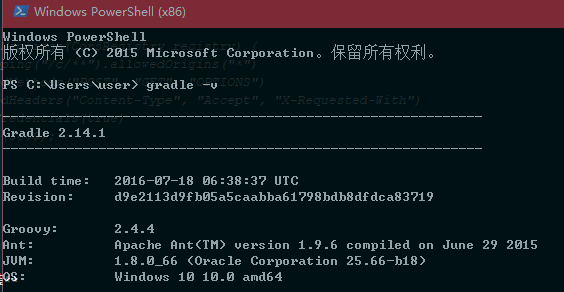 Windows PowerShell (x86)
Windows PowerShell
版权所有 (C) 2015 Microsoft Corporation。保留所有权利。
PS C:\Users\user> gradle -v
------------------------------------------------------------
Gradle 2.14.1
------------------------------------------------------------
Build time:   2016-07-18 06:38:37 UTC
Revision:     d9e2113d9fb05a5caabba61798bdb8dfdca83719
Groovy:       2.4.4
Ant:          Apache Ant(TM) version 1.9.6 compiled on June 29 2015
JVM:          1.8.0_66 (Oracle Corporation 25.66-b18)
OS:           Windows 10 10.0 amd64